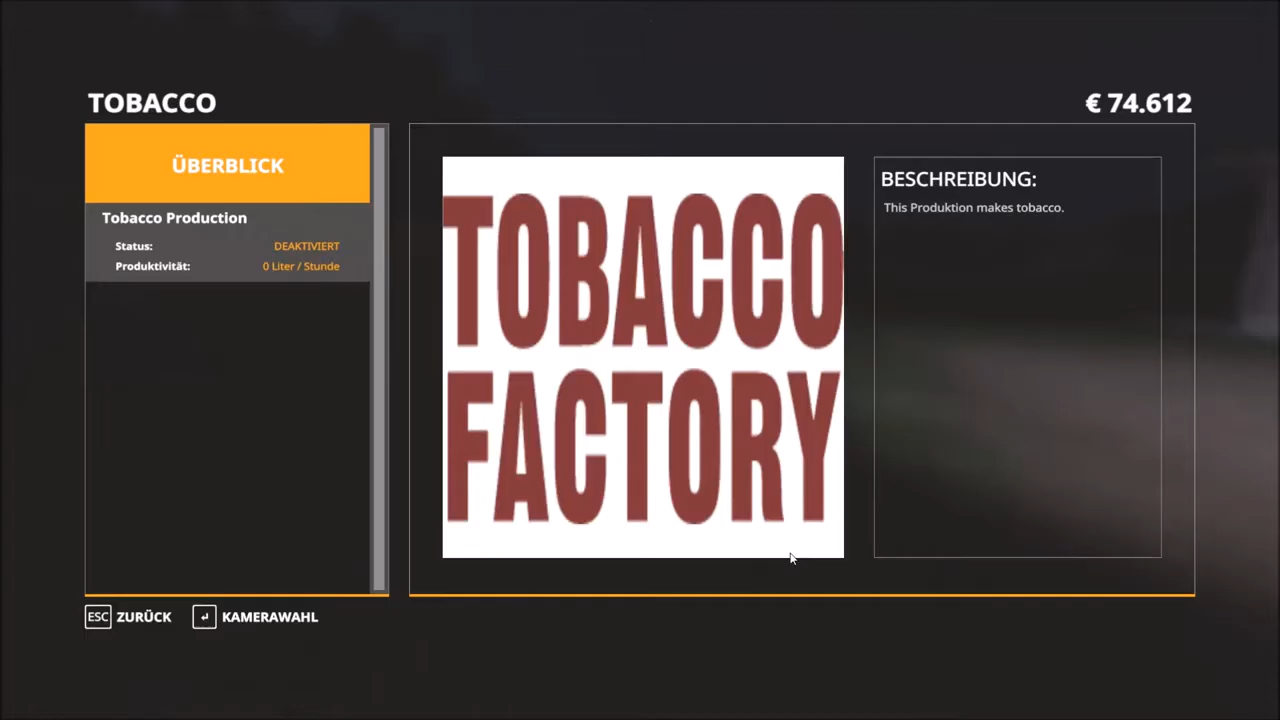 TOBACCO
€ 74.612
ÜBERBLICK
Tobacco Production
Status: DEAKTIVIERT
Produktivität: 0 Liter / Stunde
TOBACCO
FACTORY
BESCHREIBUNG:
This Produktion makes tobacco.
ESC ZURÜCK ↵ KAMERAWAHL